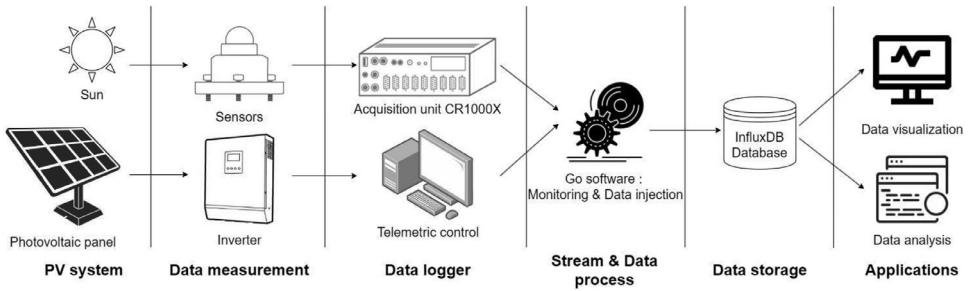 Sun
Photovoltaic panel
PV system
Sensors
Inverter
Data measurement
Acquisition unit CR1000X
Telemetric control
Data logger
Go software :
Monitoring & Data injection
Stream & Data
process
InfluxDB
Database
Data storage
Data visualization
Data analysis
Applications